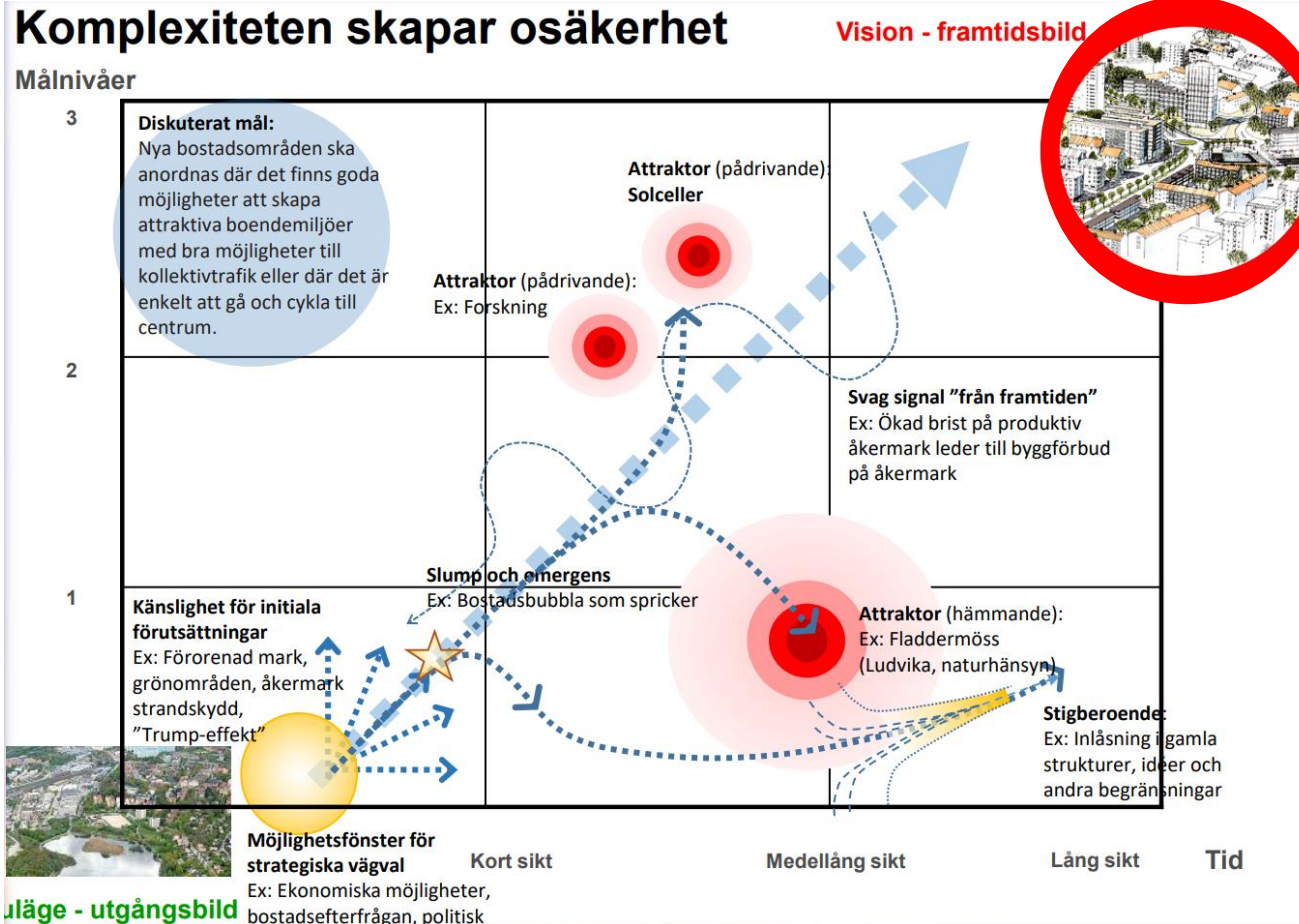 Komplexiteten skapar osäkerhet
Vision - framtidsbild
Målnivåer
3
Diskuterat mål:
Nya bostadsområden ska
anordnas där det finns goda
möjligheter att skapa
attraktiva boendemiljöer
med bra möjligheter till
kollektivtrafik eller där det är
enkelt att gå och cykla till
centrum.
Attraktor (pådrivande):
Solceller
Attraktor (pådrivande):
Ex: Forskning
2
Svag signal ”från framtiden”
Ex: Ökad brist på produktiv
åkermark leder till byggförbud
på åkermark
Slump och emergens
Ex: Bostadsbubbla som spricker
1
Känslighet för initiala
förutsättningar
Ex: Förorenad mark,
grönområden, åkermark
strandskydd,
”Trump-effekt”
Attraktor (hämmande):
Ex: Fladdermöss
(Ludvika, naturhänsyn)
Stigberoende:
Ex: Inlåsning i gamla
strukturer, idéer och
andra begränsningar
Möjlighetsfönster för
strategiska vägval
Ex: Ekonomiska möjligheter,
bostadsefterfrågan, politisk
Kort sikt
Medellång sikt
Lång sikt
Tid
uläge - utgångsbild